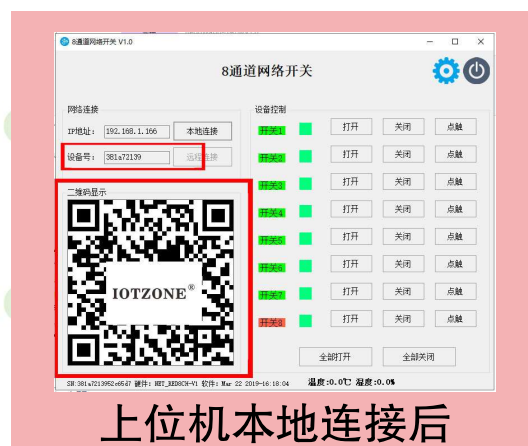 8通道网络开关 V1.0
8通道网络开关
网络连接
IP地址： 192.168.1.166 本地连接
设备号： 381a72139 远程连接
二维码显示
IOTZONE®
设备控制
开关1 打开 关闭 点触
开关2 打开 关闭 点触
开关3 打开 关闭 点触
开关4 打开 关闭 点触
开关5 打开 关闭 点触
开关6 打开 关闭 点触
开关7 打开 关闭 点触
开关8 打开 关闭 点触
全部打开 全部关闭
SN:381a7213952c65d7 硬件: NET_RED8CH-V1 软件: Mar 22 2019-16:18:04 温度:0.0℃ 湿度:0.0%
上位机本地连接后